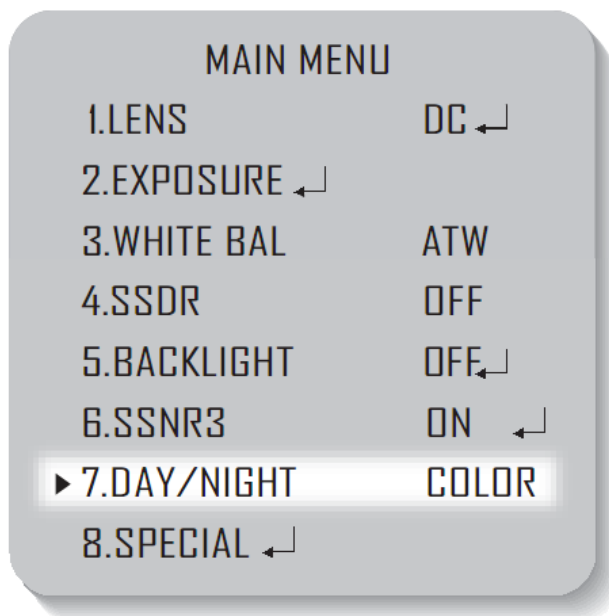 MAIN MENU
1.LENS DC ↵
2.EXPOSURE ↵
3.WHITE BAL ATW
4.SSDR OFF
5.BACKLIGHT OFF ↵
6.SSNR3 ON ↵
▶ 7.DAY/NIGHT COLOR
8.SPECIAL ↵